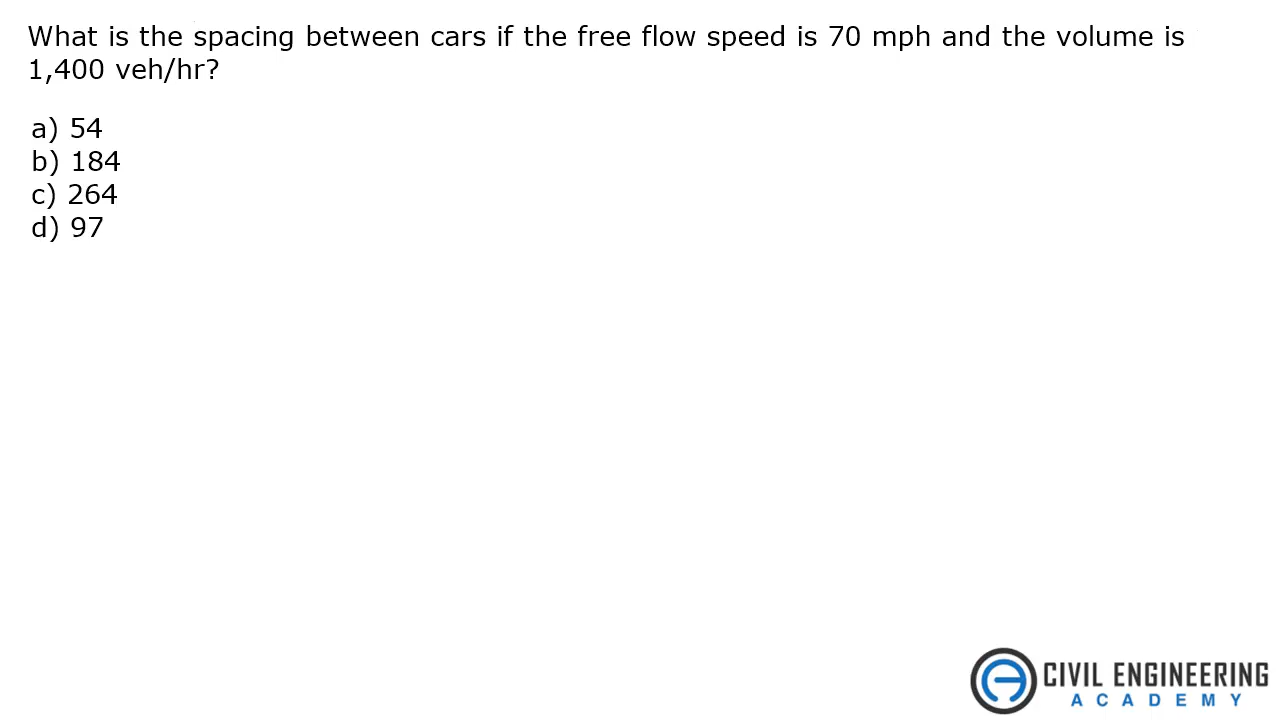 What is the spacing between cars if the free flow speed is 70 mph and the volume is
1,400 veh/hr?
a) 54
b) 184
c) 264
d) 97
CIVIL ENGINEERING
ACADEMY